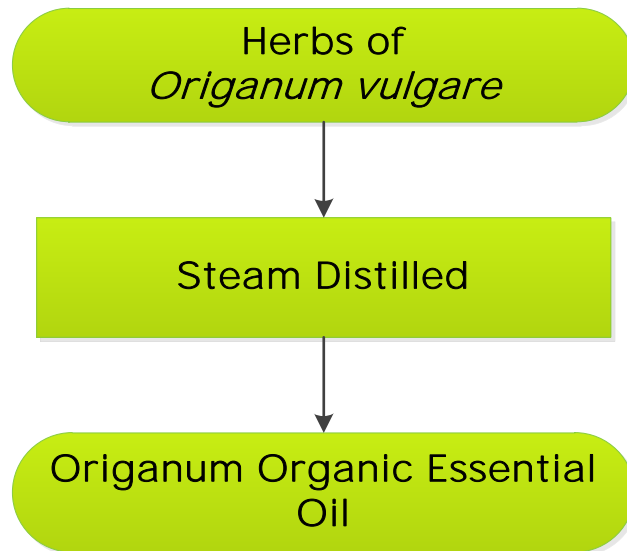 Herbs of
Origanum vulgare
Steam Distilled
Origanum Organic Essential
Oil